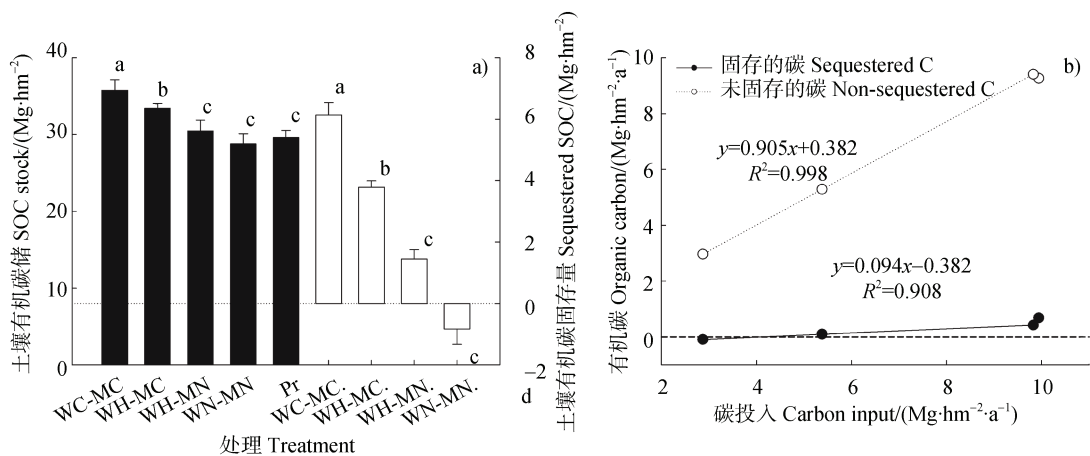 土壤有机碳储 SOC stock/(Mg·hm⁻²)
40
30
20
10
0
a
b
c
c
c
a
b
c
c
a)
8
6
4
2
0
−2
d
土壤有机碳固存量 Sequestered SOC/(Mg·hm⁻²)
WC-MC
WH-MC
WH-MN
WN-MN
Pr
WC-MC.
WH-MC.
WH-MN.
WN-MN.
处理 Treatment
b)
固存的碳 Sequestered C
未固存的碳 Non-sequestered C
y=0.905x+0.382
R²=0.998
y=0.094x−0.382
R²=0.908
有机碳 Organic carbon/(Mg·hm⁻²·a⁻¹)
10
8
6
4
2
0
2
4
6
8
10
碳投入 Carbon input/(Mg·hm⁻²·a⁻¹)